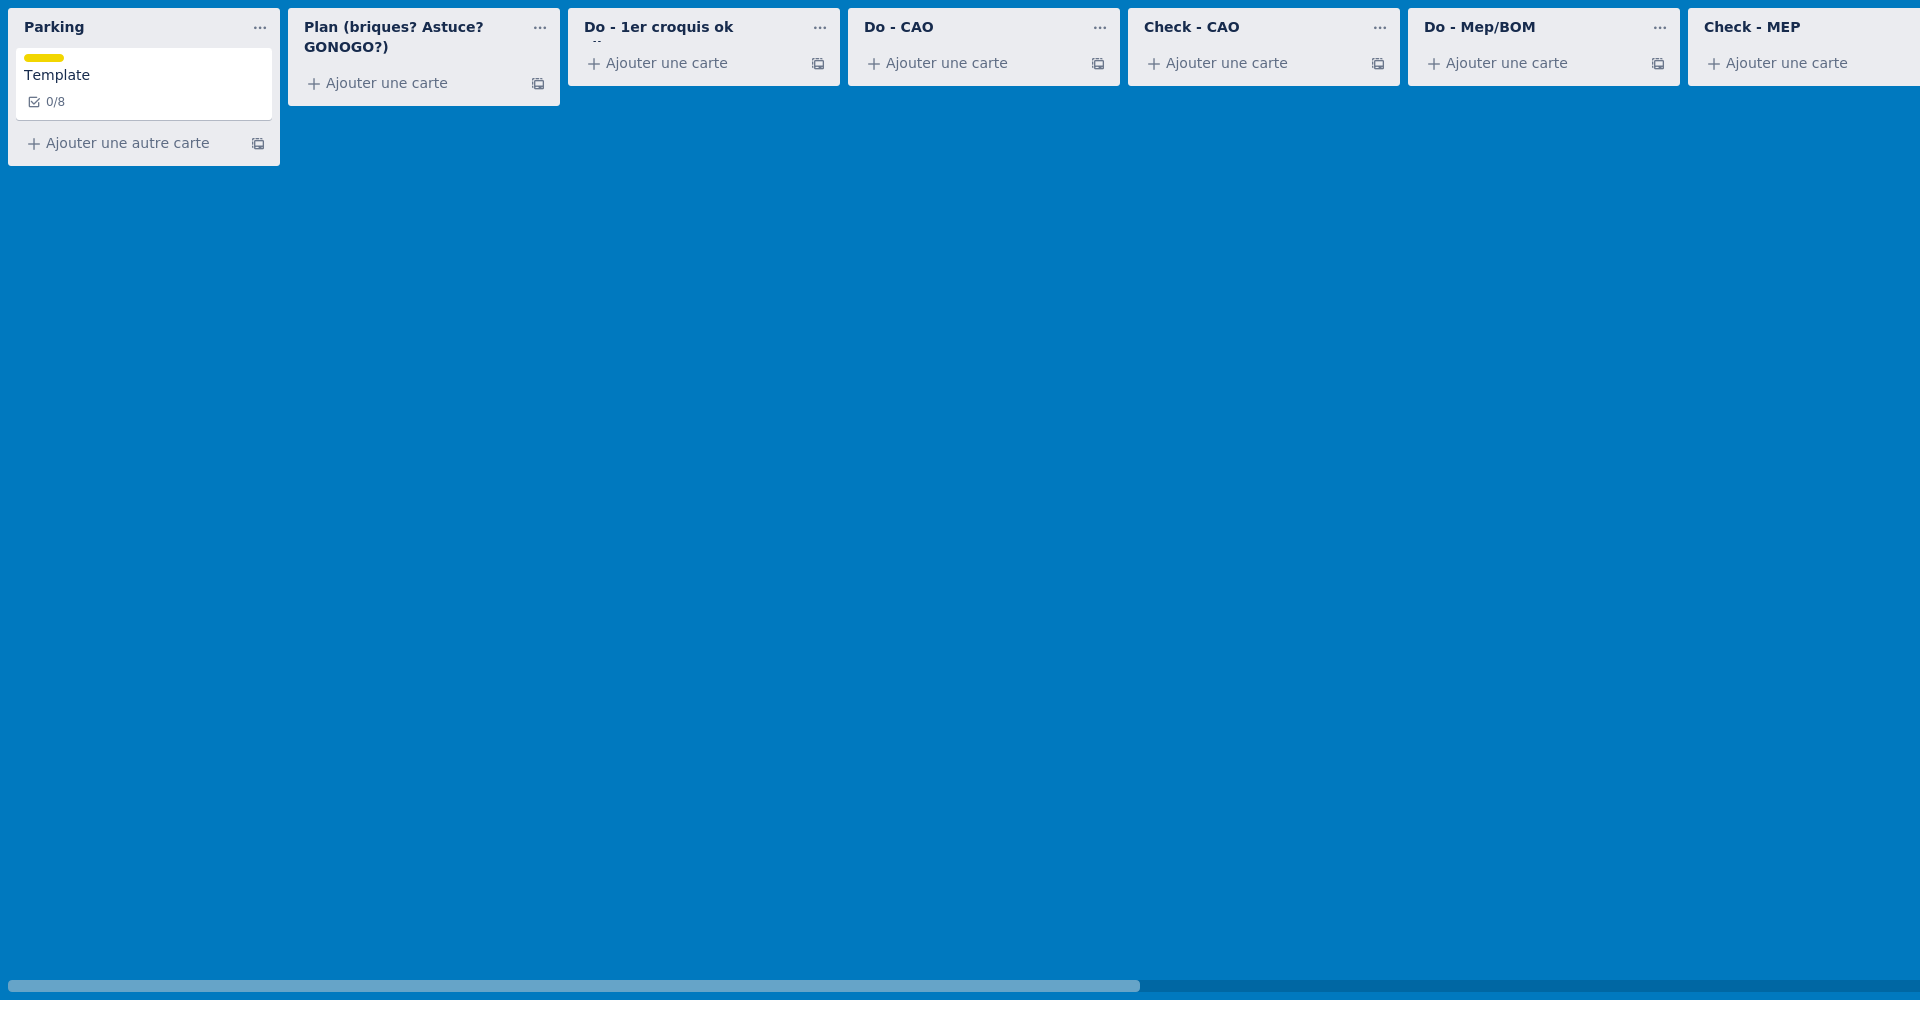 Parking
Template
0/8
Ajouter une autre carte
Plan (briques? Astuce?
GONOGO?)
Ajouter une carte
Do - 1er croquis ok
Ajouter une carte
Do - CAO
Ajouter une carte
Check - CAO
Ajouter une carte
Do - Mep/BOM
Ajouter une carte
Check - MEP
Ajouter une carte